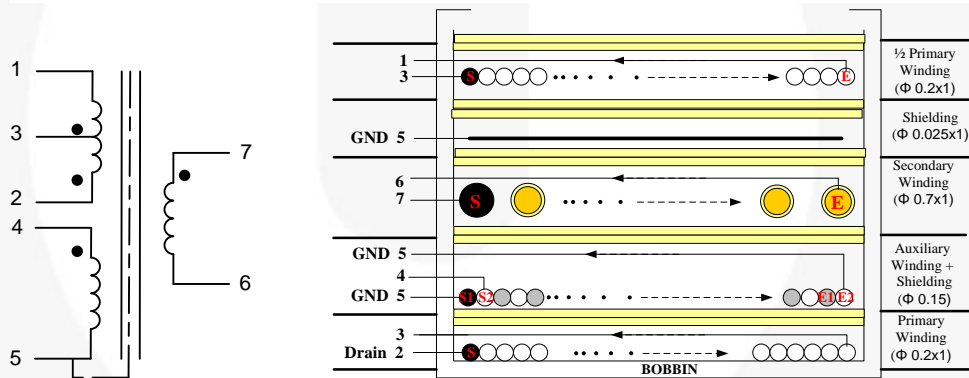 1
3
2
4
5
7
6
1
3
S
E
½ Primary
Winding
(Φ 0.2x1)
GND 5
Shielding
(Φ 0.025x1)
6
7
S
E
Secondary
Winding
(Φ 0.7x1)
GND 5
4
GND 5
S1
S2
E1
E2
Auxiliary
Winding +
Shielding
(Φ 0.15)
3
Drain 2
S
Primary
Winding
(Φ 0.2x1)
BOBBIN